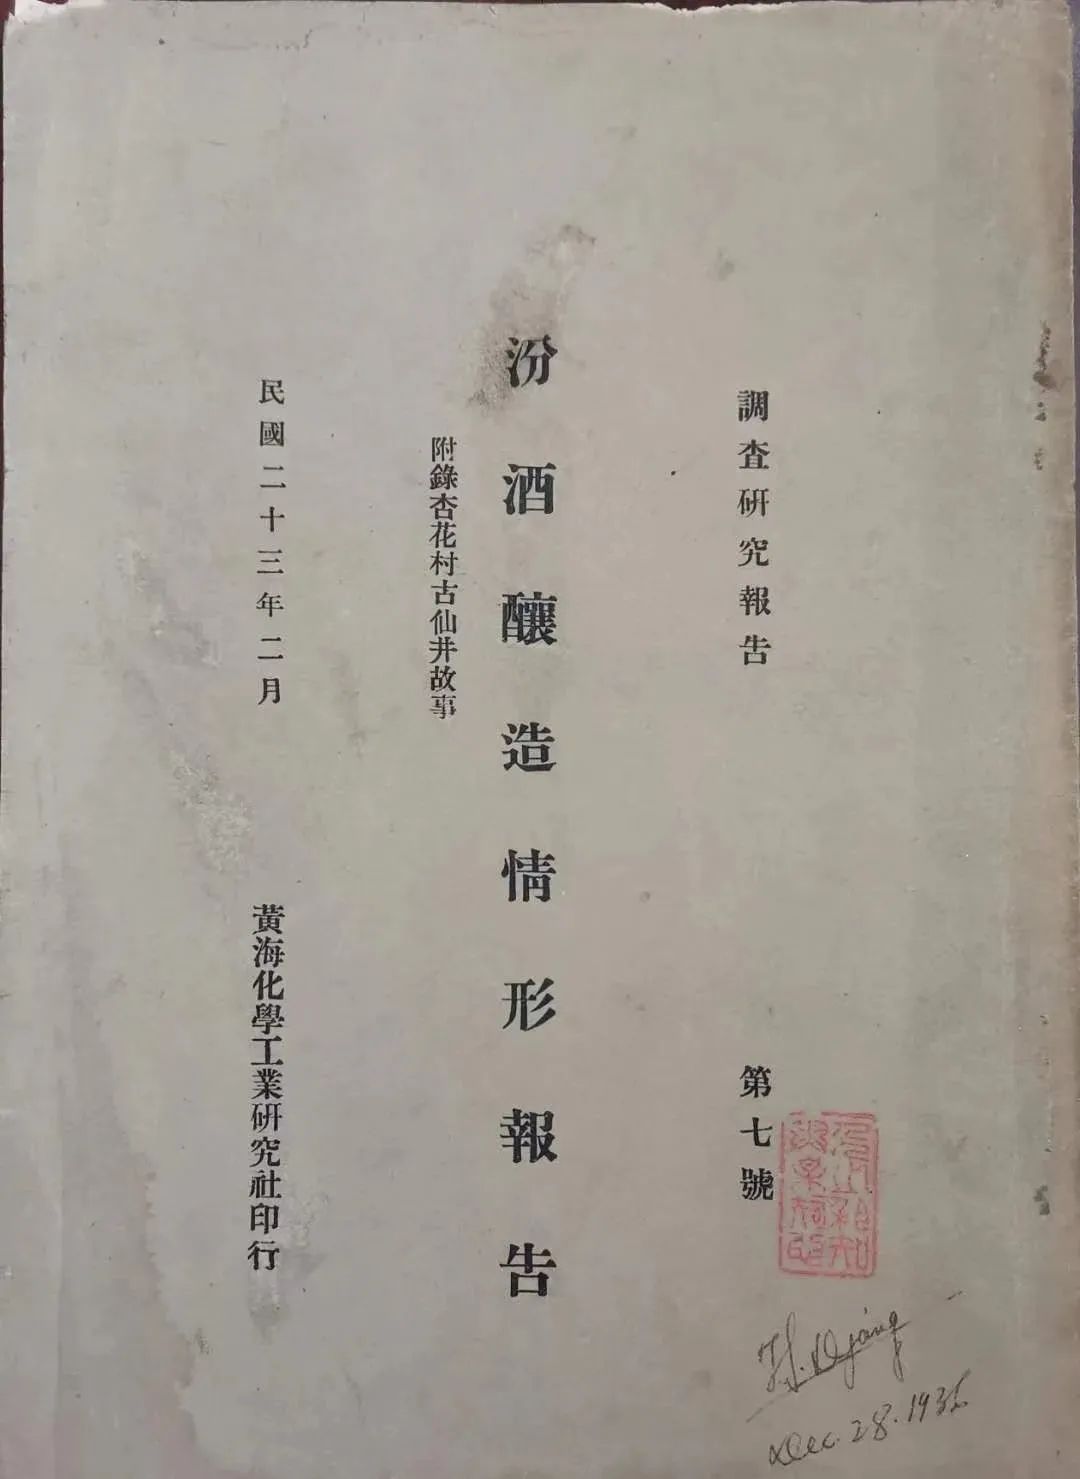 調查研究報告
第七號
汾酒釀造情形報告
附錄杏花村古仙井故事
民國二十三年二月
黃海化學工業研究社印行
Dec. 28. 193